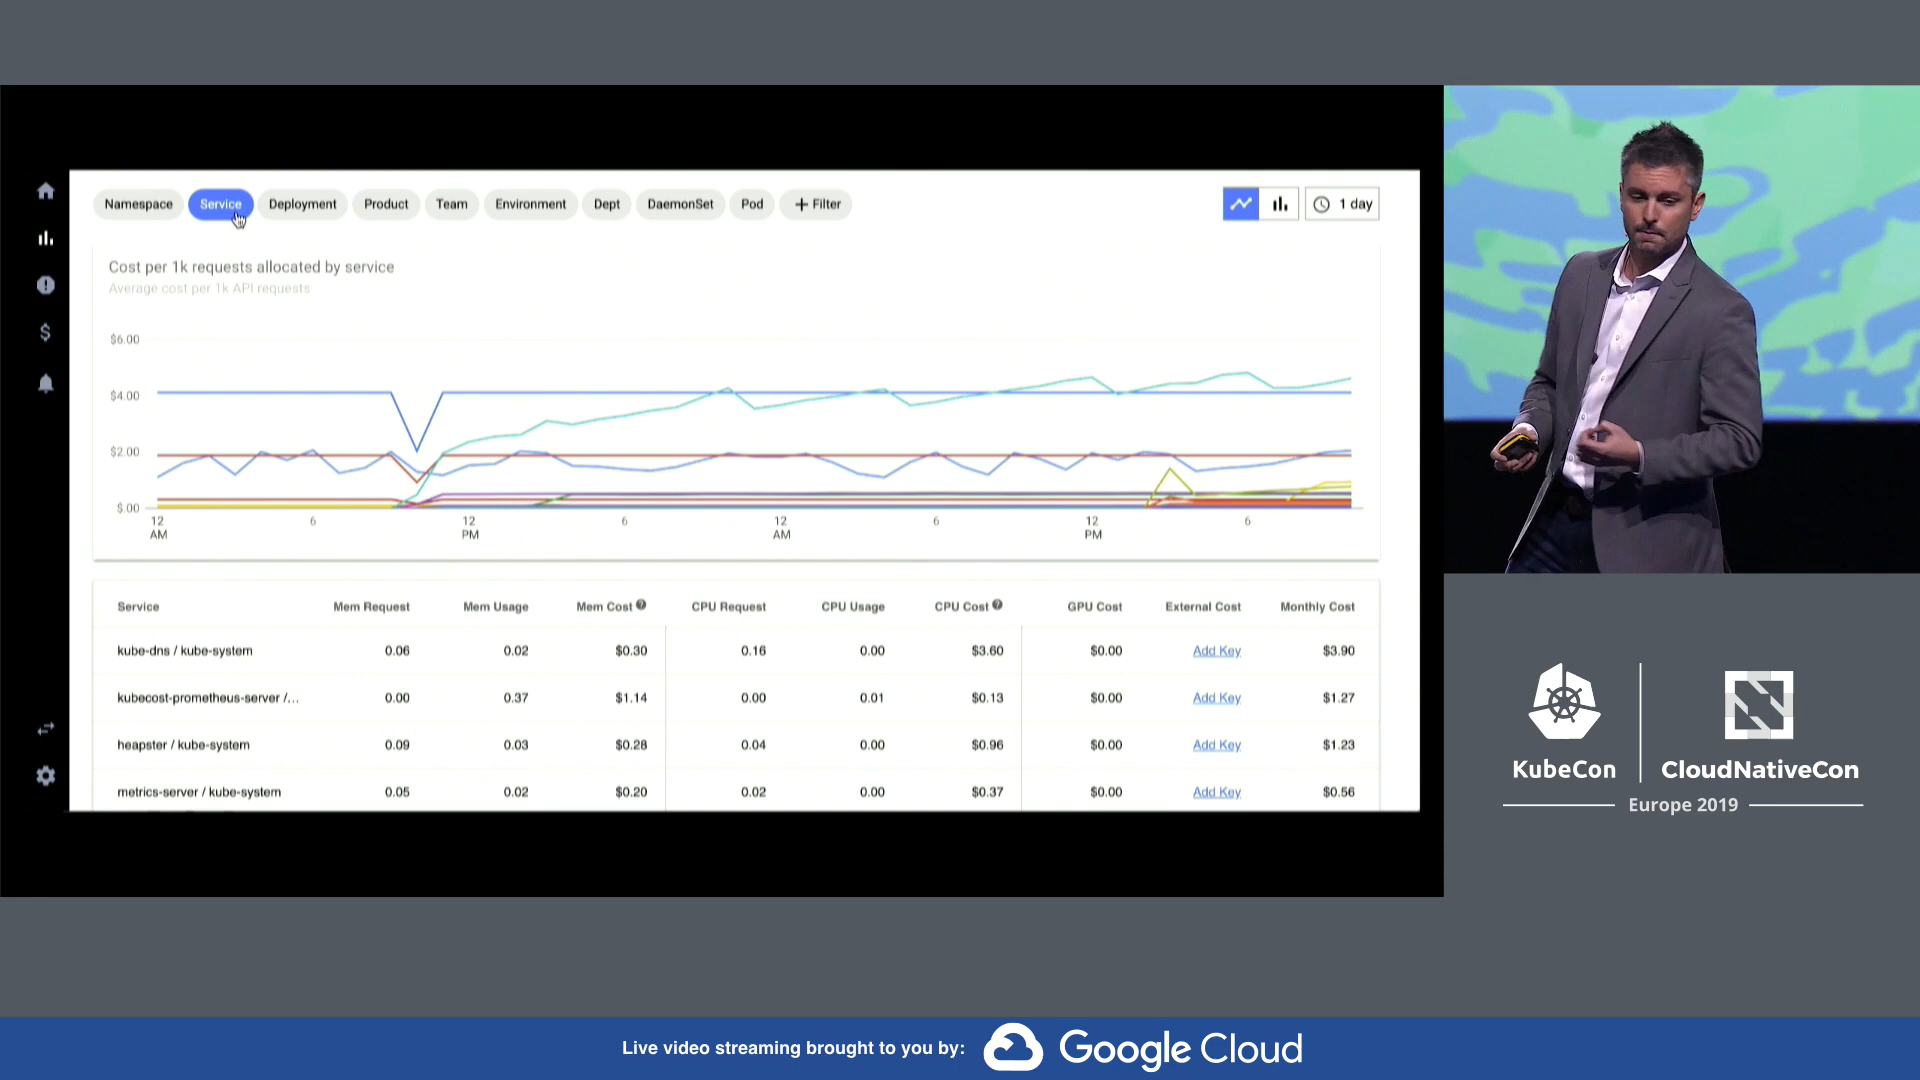 Namespace Service Deployment Product Team Environment Dept DaemonSet Pod + Filter 1 day
Cost per 1k requests allocated by service
Average cost per 1k API requests
$6.00
$4.00
$2.00
$.00
12 6 12 6 12 6 12 6
AM PM AM PM
Service Mem Request Mem Usage Mem Cost CPU Request CPU Usage CPU Cost GPU Cost External Cost Monthly Cost
kube-dns / kube-system 0.06 0.02 $0.30 0.16 0.00 $3.60 $0.00 Add Key $3.90
kubecost-prometheus-server /... 0.00 0.37 $1.14 0.00 0.01 $0.13 $0.00 Add Key $1.27
heapster / kube-system 0.09 0.03 $0.28 0.04 0.00 $0.96 $0.00 Add Key $1.23
metrics-server / kube-system 0.05 0.02 $0.20 0.02 0.00 $0.37 $0.00 Add Key $0.56
KubeCon CloudNativeCon
Europe 2019
Live video streaming brought to you by: Google Cloud